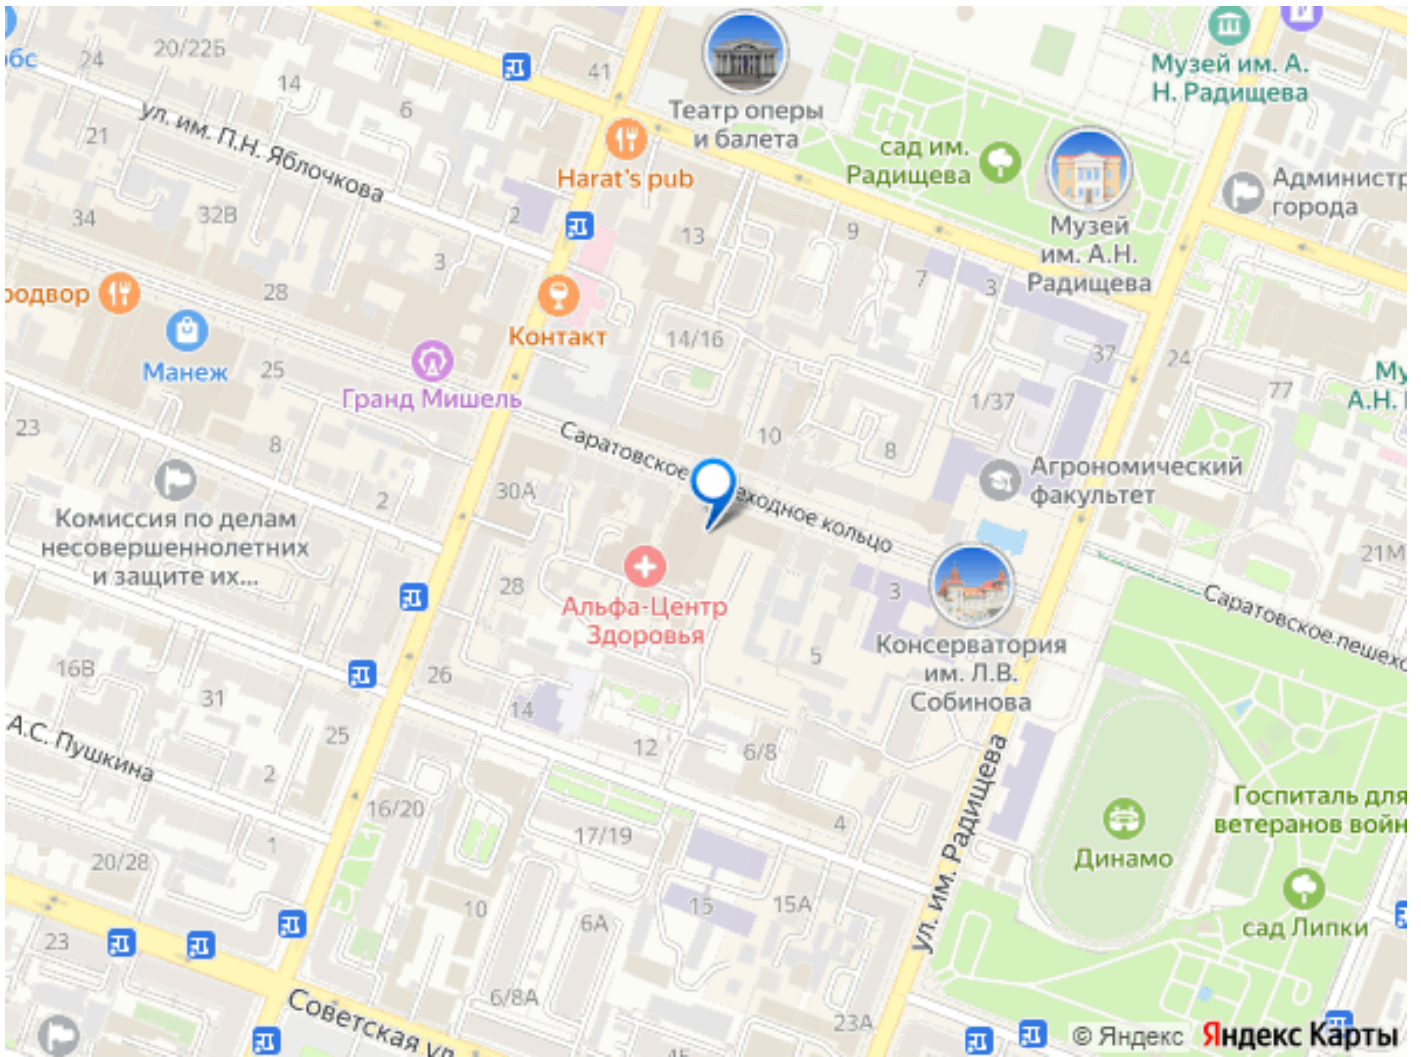 обс
24
20/22Б
14
41
6
21
ул. им. П.Н. Яблочкова
Театр оперы
и балета
Музей им. А.
Н. Радищева
сад им.
Радищева
Harat's pub
Администр
города
Музей
им. А.Н.
Радищева
34
32В
2
13
9
3
7
3
28
родвор
Контакт
Манеж
25
Гранд Мишель
14/16
37
24
77
Му
А.Н.
1/37
23
8
10
8
Саратовское
еходное кольцо
Агрономический
факультет
2
30А
Комиссия по делам
несовершеннолетних
и защите их...
28
Альфа-Центр
Здоровья
3
21М
Саратовское пешехо
Консерватория
им. Л.В.
Собинова
5
16В
31
26
14
25
12
6/8
А.С. Пушкина
2
16/20
1
20/28
17/19
4
ул. им. Радищева
Госпиталь для
ветеранов войн
Динамо
10
6А
15
15А
сад Липки
23
6/8А
Советская ул
23А
45
© Яндекс Яндекс Карты